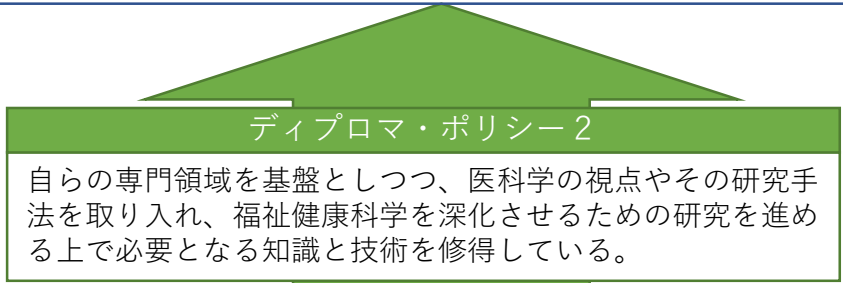 ディプロマ・ポリシー２
自らの専門領域を基盤としつつ、医科学の視点やその研究手
法を取り入れ、福祉健康科学を深化させるための研究を進め
る上で必要となる知識と技術を修得している。